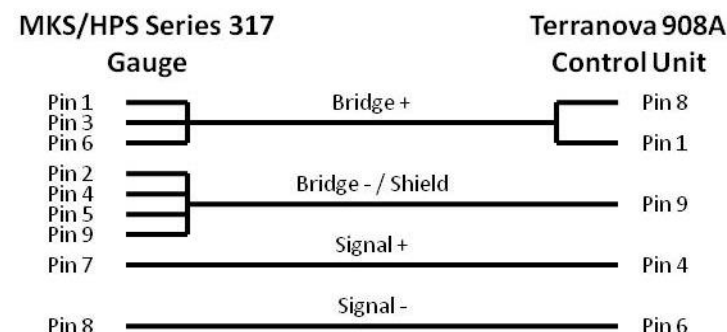 MKS/HPS Series 317 Gauge
Terranova 908A Control Unit
Pin 1
Pin 3
Pin 6
Bridge +
Pin 8
Pin 1
Pin 2
Pin 4
Pin 5
Pin 9
Bridge - / Shield
Pin 9
Pin 7
Signal +
Pin 4
Pin 8
Signal -
Pin 6